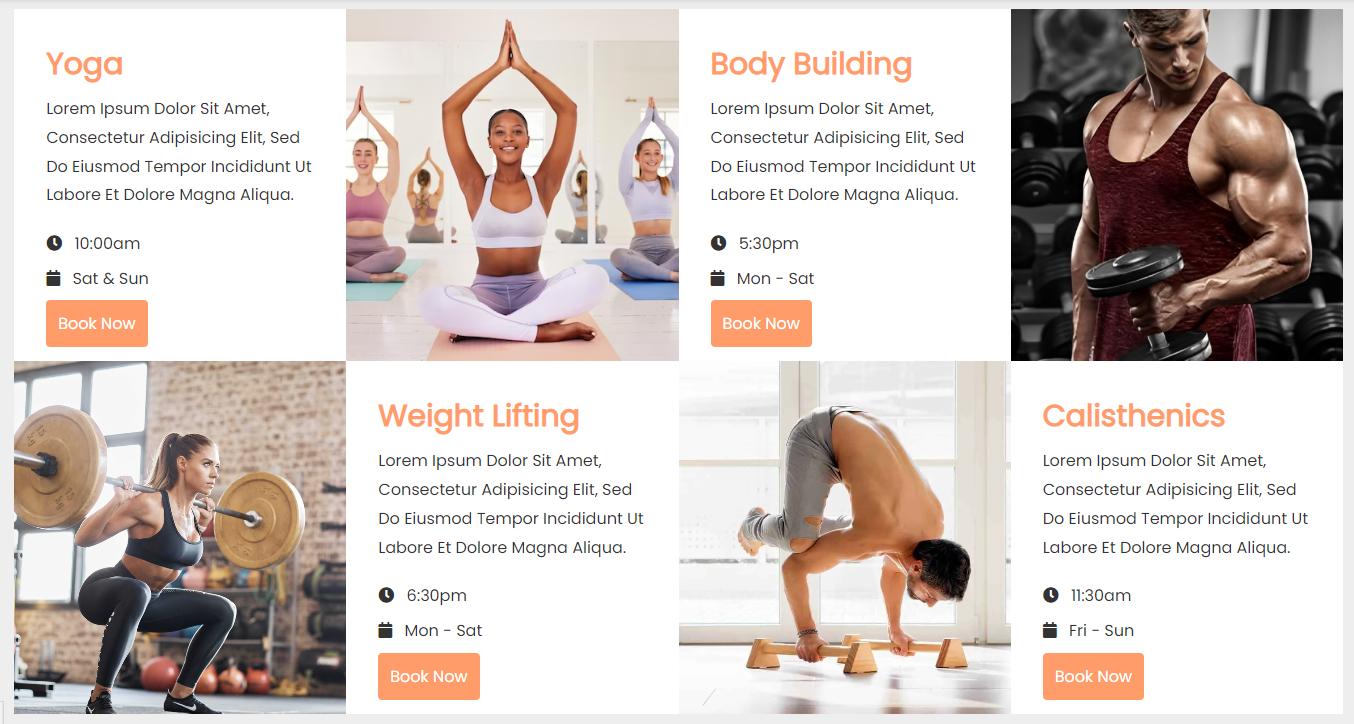 Yoga
Lorem Ipsum Dolor Sit Amet,
Consectetur Adipisicing Elit, Sed
Do Eiusmod Tempor Incididunt Ut
Labore Et Dolore Magna Aliqua.
10:00am
Sat & Sun
Book Now
Body Building
Lorem Ipsum Dolor Sit Amet,
Consectetur Adipisicing Elit, Sed
Do Eiusmod Tempor Incididunt Ut
Labore Et Dolore Magna Aliqua.
5:30pm
Mon - Sat
Book Now
Weight Lifting
Lorem Ipsum Dolor Sit Amet,
Consectetur Adipisicing Elit, Sed
Do Eiusmod Tempor Incididunt Ut
Labore Et Dolore Magna Aliqua.
6:30pm
Mon - Sat
Book Now
Calisthenics
Lorem Ipsum Dolor Sit Amet,
Consectetur Adipisicing Elit, Sed
Do Eiusmod Tempor Incididunt Ut
Labore Et Dolore Magna Aliqua.
11:30am
Fri - Sun
Book Now